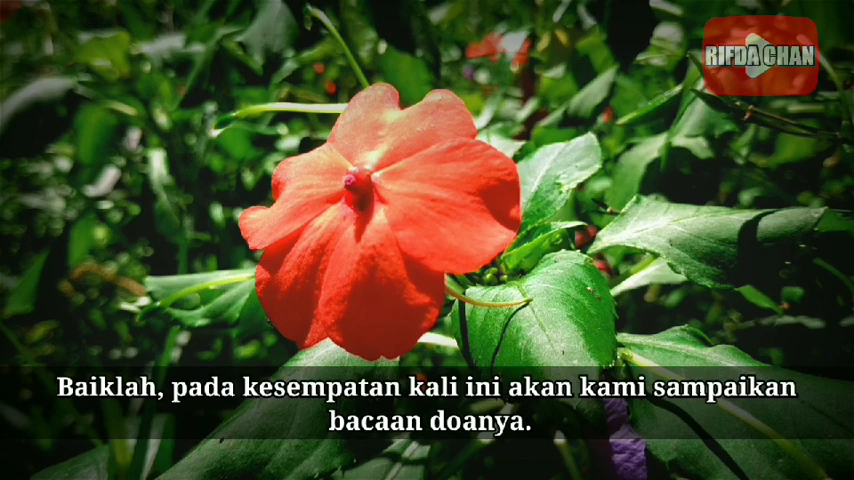 RIFDA CHAN
Baiklah, pada kesempatan kali ini akan kami sampaikan
bacaan doanya.